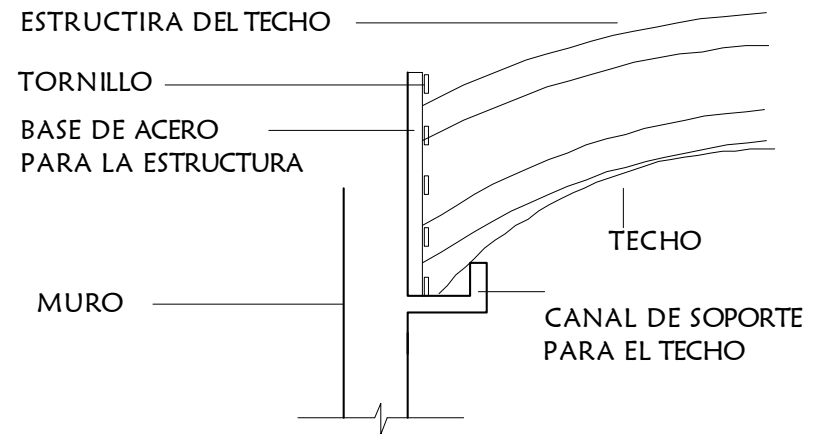 ESTRUCTIRA DEL TECHO
TORNILLO
BASE DE ACERO
PARA LA ESTRUCTURA
TECHO
MURO
CANAL DE SOPORTE
PARA EL TECHO